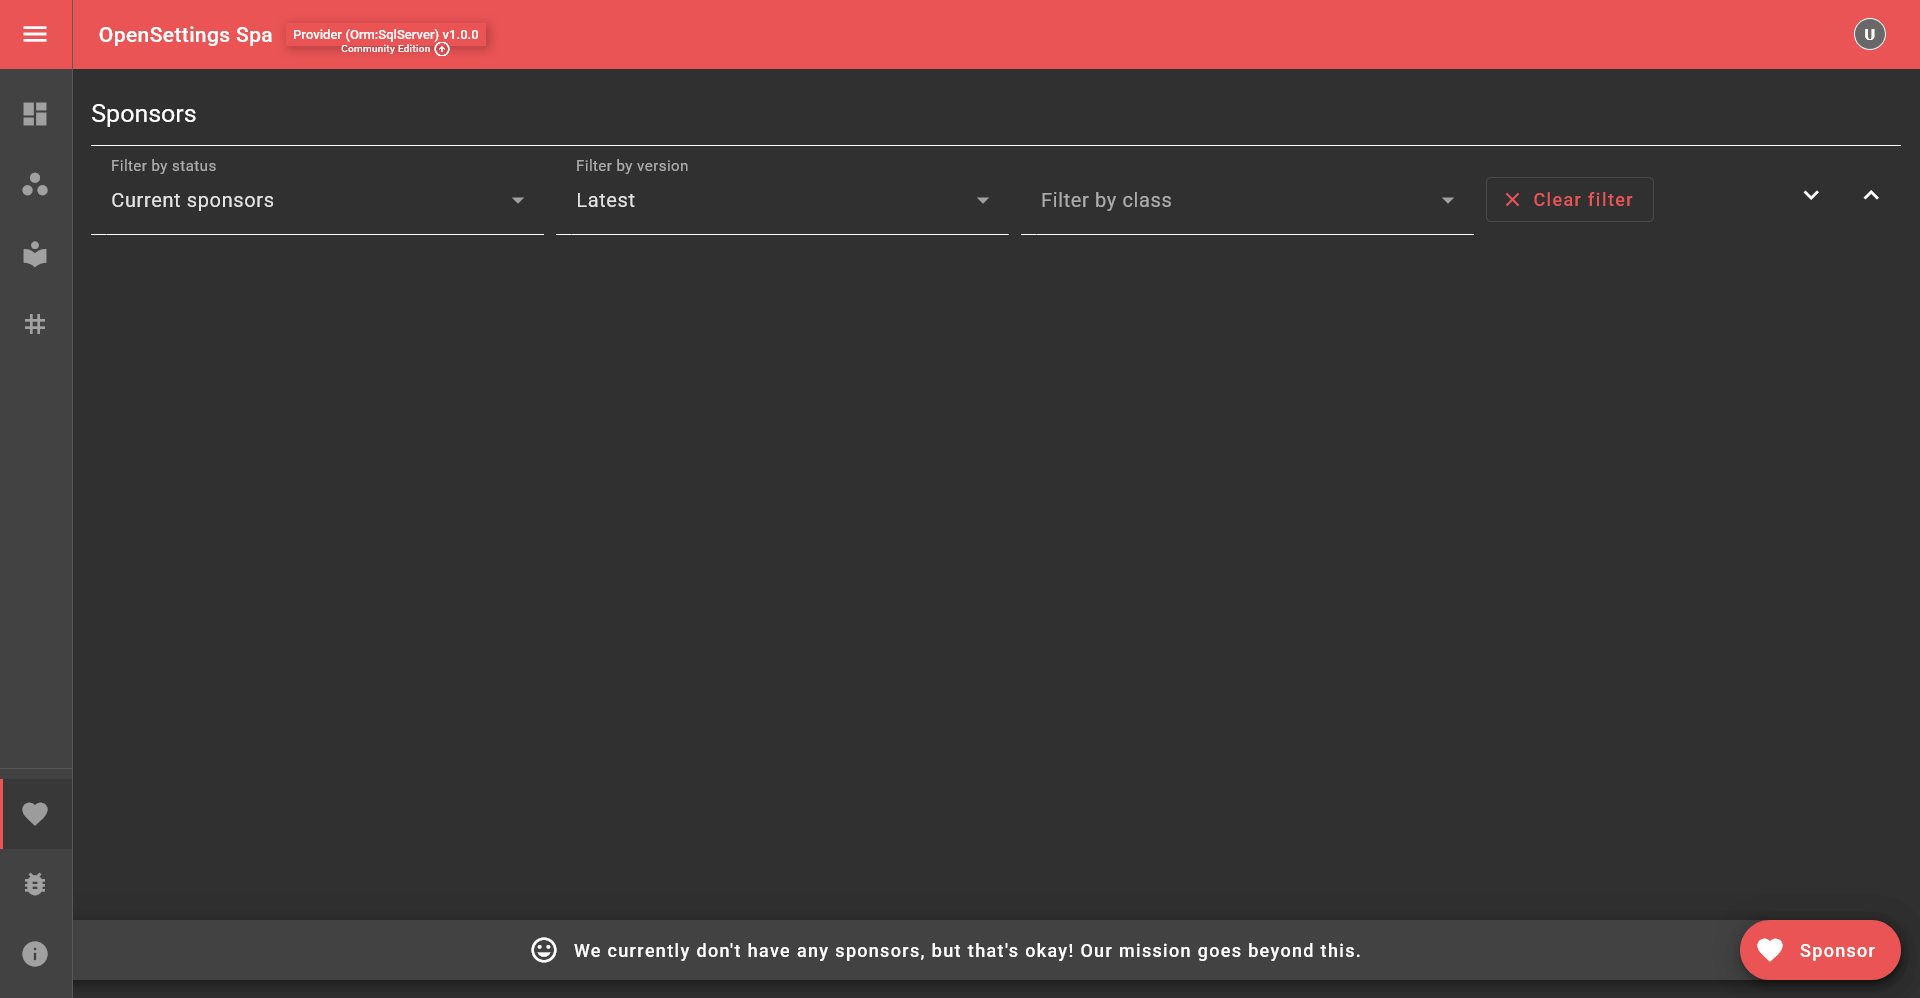 OpenSettings Spa
Provider (Orm:SqlServer) v1.0.0
Community Edition
U
Sponsors
Filter by status
Current sponsors
Filter by version
Latest
Filter by class
Clear filter
We currently don't have any sponsors, but that's okay! Our mission goes beyond this.
Sponsor